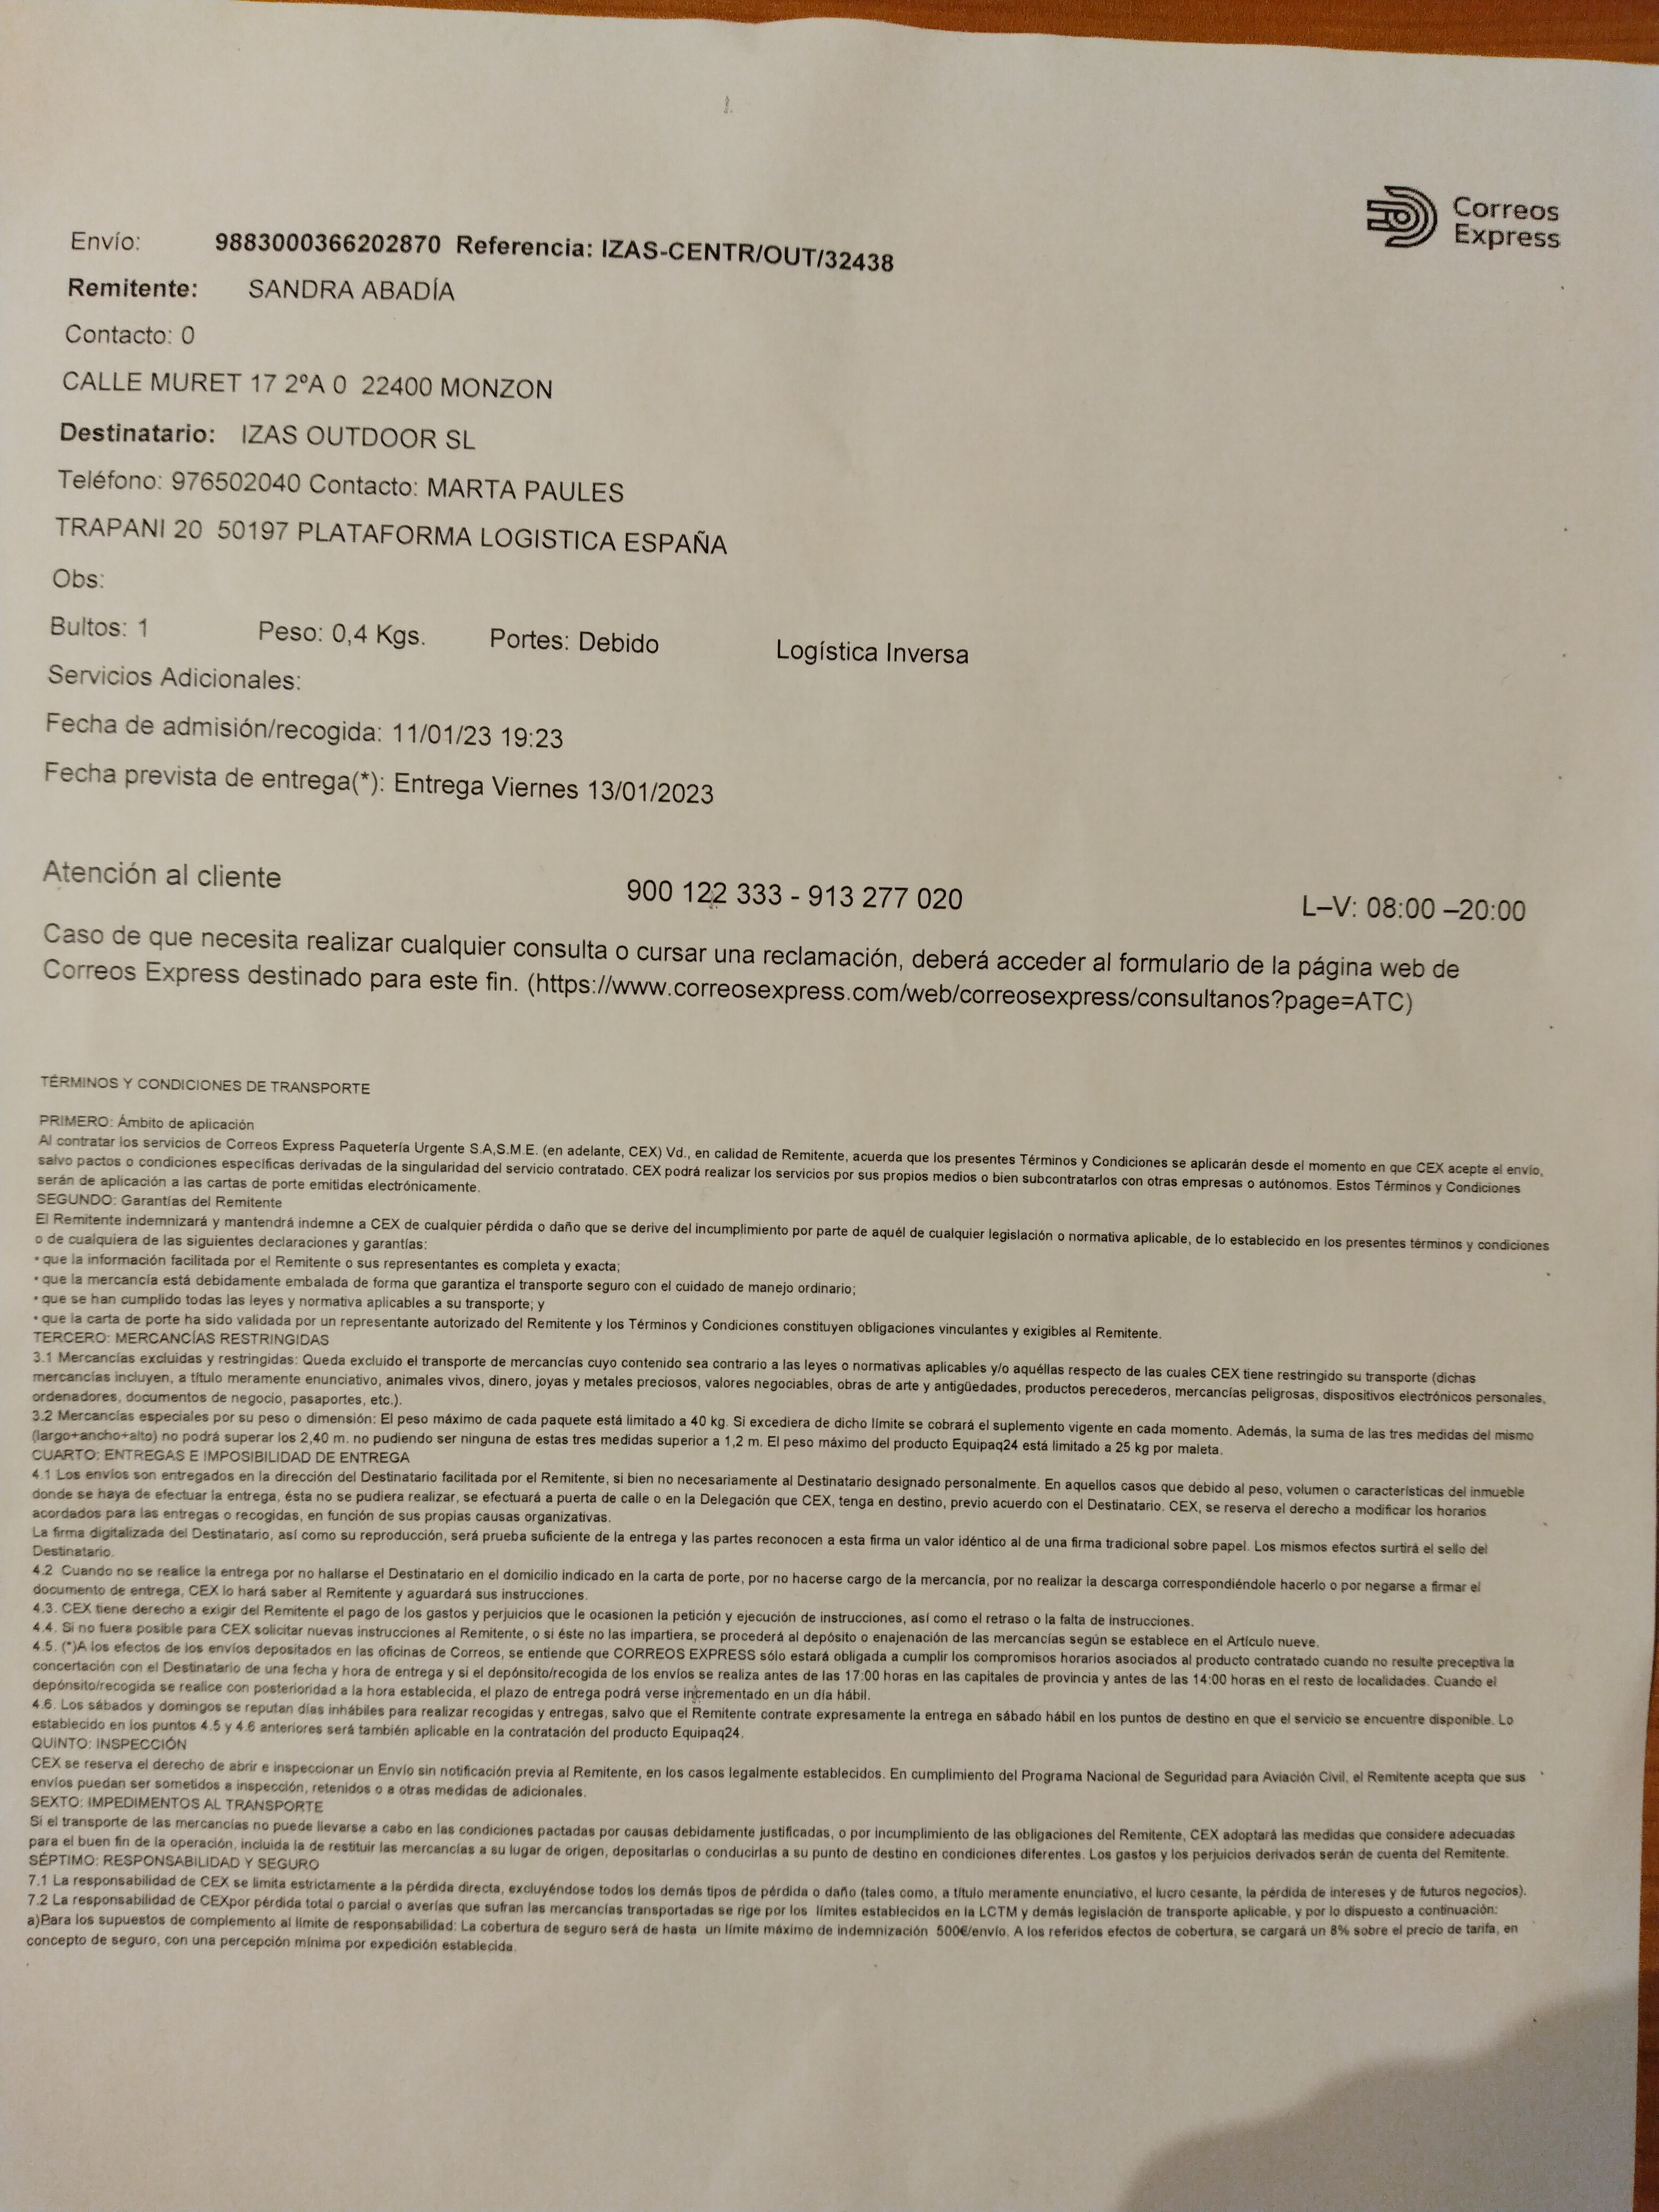 Correos
Express
Envío: 9883000366202870 Referencia: IZAS-CENTR/OUT/32438
Remitente: SANDRA ABADÍA
Contacto: 0
CALLE MURET 17 2ºA 0 22400 MONZON
Destinatario: IZAS OUTDOOR SL
Teléfono: 976502040 Contacto: MARTA PAULES
TRAPANI 20 50197 PLATAFORMA LOGISTICA ESPAÑA
Obs:
Bultos: 1 Peso: 0,4 Kgs. Portes: Debido Logística Inversa
Servicios Adicionales:
Fecha de admisión/recogida: 11/01/23 19:23
Fecha prevista de entrega(*): Entrega Viernes 13/01/2023
Atención al cliente 900 122 333 - 913 277 020 L–V: 08:00 –20:00
Caso de que necesita realizar cualquier consulta o cursar una reclamación, deberá acceder al formulario de la página web de
Correos Express destinado para este fin. (https://www.correosexpress.com/web/correosexpress/consultanos?page=ATC)
TÉRMINOS Y CONDICIONES DE TRANSPORTE
PRIMERO: Ámbito de aplicación
Al contratar los servicios de Correos Express Paquetería Urgente S.A,S.M.E. (en adelante, CEX) Vd., en calidad de Remitente, acuerda que los presentes Términos y Condiciones se aplicarán desde el momento en que CEX acepte el envío,
salvo pactos o condiciones específicas derivadas de la singularidad del servicio contratado. CEX podrá realizar los servicios por sus propios medios o bien subcontratarlos con otras empresas o autónomos. Estos Términos y Condiciones
serán de aplicación a las cartas de porte emitidas electrónicamente.
SEGUNDO: Garantías del Remitente
El Remitente indemnizará y mantendrá indemne a CEX de cualquier pérdida o daño que se derive del incumplimiento por parte de aquél de cualquier legislación o normativa aplicable, de lo establecido en los presentes términos y condiciones
o de cualquiera de las siguientes declaraciones y garantías:
• que la información facilitada por el Remitente o sus representantes es completa y exacta;
• que la mercancía está debidamente embalada de forma que garantiza el transporte seguro con el cuidado de manejo ordinario;
• que se han cumplido todas las leyes y normativa aplicables a su transporte; y
• que la carta de porte ha sido validada por un representante autorizado del Remitente y los Términos y Condiciones constituyen obligaciones vinculantes y exigibles al Remitente.
TERCERO: MERCANCÍAS RESTRINGIDAS
3.1 Mercancías excluidas y restringidas: Queda excluido el transporte de mercancías cuyo contenido sea contrario a las leyes o normativas aplicables y/o aquéllas respecto de las cuales CEX tiene restringido su transporte (dichas
mercancías incluyen, a título meramente enunciativo, animales vivos, dinero, joyas y metales preciosos, valores negociables, obras de arte y antigüedades, productos perecederos, mercancías peligrosas, dispositivos electrónicos personales,
ordenadores, documentos de negocio, pasaportes, etc.).
3.2 Mercancías especiales por su peso o dimensión: El peso máximo de cada paquete está limitado a 40 kg. Si excediera de dicho límite se cobrará el suplemento vigente en cada momento. Además, la suma de las tres medidas del mismo
(largo+ancho+alto) no podrá superar los 2,40 m. no pudiendo ser ninguna de estas tres medidas superior a 1,2 m. El peso máximo del producto Equipaq24 está limitado a 25 kg por maleta.
CUARTO: ENTREGAS E IMPOSIBILIDAD DE ENTREGA
4.1 Los envíos son entregados en la dirección del Destinatario facilitada por el Remitente, si bien no necesariamente al Destinatario designado personalmente. En aquellos casos que debido al peso, volumen o características del inmueble
donde se haya de efectuar la entrega, ésta no se pudiera realizar, se efectuará a puerta de calle o en la Delegación que CEX, tenga en destino, previo acuerdo con el Destinatario. CEX, se reserva el derecho a modificar los horarios
acordados para las entregas o recogidas, en función de sus propias causas organizativas.
La firma digitalizada del Destinatario, así como su reproducción, será prueba suficiente de la entrega y las partes reconocen a esta firma un valor idéntico al de una firma tradicional sobre papel. Los mismos efectos surtirá el sello del
Destinatario.
4.2 Cuando no se realice la entrega por no hallarse el Destinatario en el domicilio indicado en la carta de porte, por no hacerse cargo de la mercancía, por no realizar la descarga correspondiéndole hacerlo o por negarse a firmar el
documento de entrega, CEX lo hará saber al Remitente y aguardará sus instrucciones.
4.3. CEX tiene derecho a exigir del Remitente el pago de los gastos y perjuicios que le ocasionen la petición y ejecución de instrucciones, así como el retraso o la falta de instrucciones.
4.4. Si no fuera posible para CEX solicitar nuevas instrucciones al Remitente, o si éste no las impartiera, se procederá al depósito o enajenación de las mercancías según se establece en el Artículo nueve.
4.5. (*)A los efectos de los envíos depositados en las oficinas de Correos, se entiende que CORREOS EXPRESS sólo estará obligada a cumplir los compromisos horarios asociados al producto contratado cuando no resulte preceptiva la
concertación con el Destinatario de una fecha y hora de entrega y si el depónsito/recogida de los envíos se realiza antes de las 17:00 horas en las capitales de provincia y antes de las 14:00 horas en el resto de localidades. Cuando el
depósito/recogida se realice con posterioridad a la hora establecida, el plazo de entrega podrá verse incrementado en un día hábil.
4.6. Los sábados y domingos se reputan días inhábiles para realizar recogidas y entregas, salvo que el Remitente contrate expresamente la entrega en sábado hábil en los puntos de destino en que el servicio se encuentre disponible. Lo
establecido en los puntos 4.5 y 4.6 anteriores será también aplicable en la contratación del producto Equipaq24.
QUINTO: INSPECCIÓN
CEX se reserva el derecho de abrir e inspeccionar un Envío sin notificación previa al Remitente, en los casos legalmente establecidos. En cumplimiento del Programa Nacional de Seguridad para Aviación Civil, el Remitente acepta que sus
envíos puedan ser sometidos a inspección, retenidos o a otras medidas de adicionales.
SEXTO: IMPEDIMENTOS AL TRANSPORTE
Si el transporte de las mercancías no puede llevarse a cabo en las condiciones pactadas por causas debidamente justificadas, o por incumplimiento de las obligaciones del Remitente, CEX adoptará las medidas que considere adecuadas
para el buen fin de la operación, incluida la de restituir las mercancías a su lugar de origen, depositarlas o conducirlas a su punto de destino en condiciones diferentes. Los gastos y los perjuicios derivados serán de cuenta del Remitente.
SÉPTIMO: RESPONSABILIDAD Y SEGURO
7.1 La responsabilidad de CEX se limita estrictamente a la pérdida directa, excluyéndose todos los demás tipos de pérdida o daño (tales como, a título meramente enunciativo, el lucro cesante, la pérdida de intereses y de futuros negocios).
7.2 La responsabilidad de CEXpor pérdida total o parcial o averías que sufran las mercancías transportadas se rige por los límites establecidos en la LCTM y demás legislación de transporte aplicable, y por lo dispuesto a continuación:
a)Para los supuestos de complemento al límite de responsabilidad: La cobertura de seguro será de hasta un límite máximo de indemnización 500€/envío. A los referidos efectos de cobertura, se cargará un 8% sobre el precio de tarifa, en
concepto de seguro, con una percepción mínima por expedición establecida.